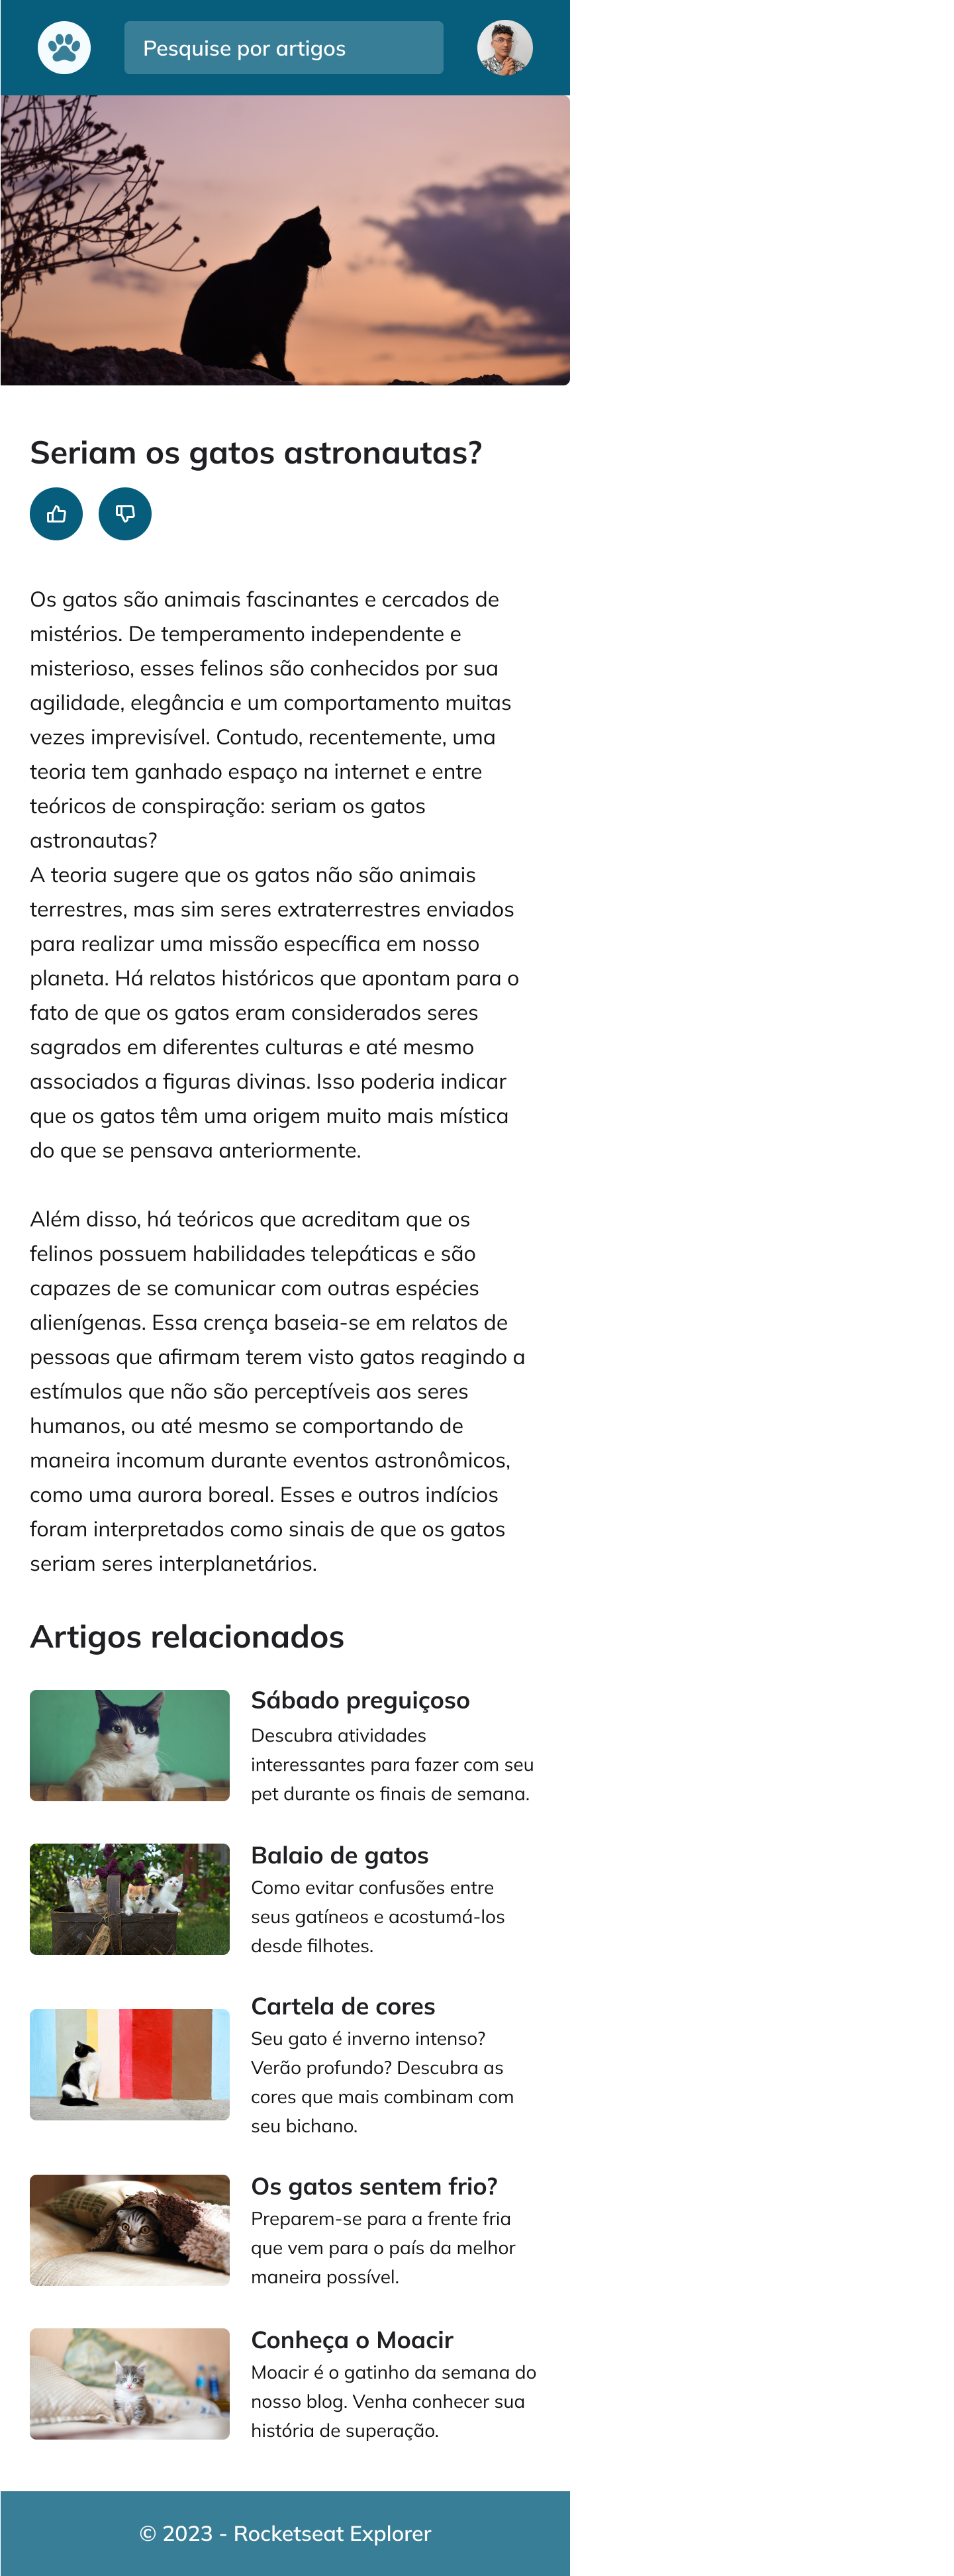 Pesquise por artigos
Seriam os gatos astronautas?
Os gatos são animais fascinantes e cercados de
mistérios. De temperamento independente e
misterioso, esses felinos são conhecidos por sua
agilidade, elegância e um comportamento muitas
vezes imprevisível. Contudo, recentemente, uma
teoria tem ganhado espaço na internet e entre
teóricos de conspiração: seriam os gatos
astronautas?
A teoria sugere que os gatos não são animais
terrestres, mas sim seres extraterrestres enviados
para realizar uma missão específica em nosso
planeta. Há relatos históricos que apontam para o
fato de que os gatos eram considerados seres
sagrados em diferentes culturas e até mesmo
associados a figuras divinas. Isso poderia indicar
que os gatos têm uma origem muito mais mística
do que se pensava anteriormente.
Além disso, há teóricos que acreditam que os
felinos possuem habilidades telepáticas e são
capazes de se comunicar com outras espécies
alienígenas. Essa crença baseia-se em relatos de
pessoas que afirmam terem visto gatos reagindo a
estímulos que não são perceptíveis aos seres
humanos, ou até mesmo se comportando de
maneira incomum durante eventos astronômicos,
como uma aurora boreal. Esses e outros indícios
foram interpretados como sinais de que os gatos
seriam seres interplanetários.
Artigos relacionados
Sábado preguiçoso
Descubra atividades
interessantes para fazer com seu
pet durante os finais de semana.
Balaio de gatos
Como evitar confusões entre
seus gatíneos e acostumá-los
desde filhotes.
Cartela de cores
Seu gato é inverno intenso?
Verão profundo? Descubra as
cores que mais combinam com
seu bichano.
Os gatos sentem frio?
Preparem-se para a frente fria
que vem para o país da melhor
maneira possível.
Conheça o Moacir
Moacir é o gatinho da semana do
nosso blog. Venha conhecer sua
história de superação.
© 2023 - Rocketseat Explorer